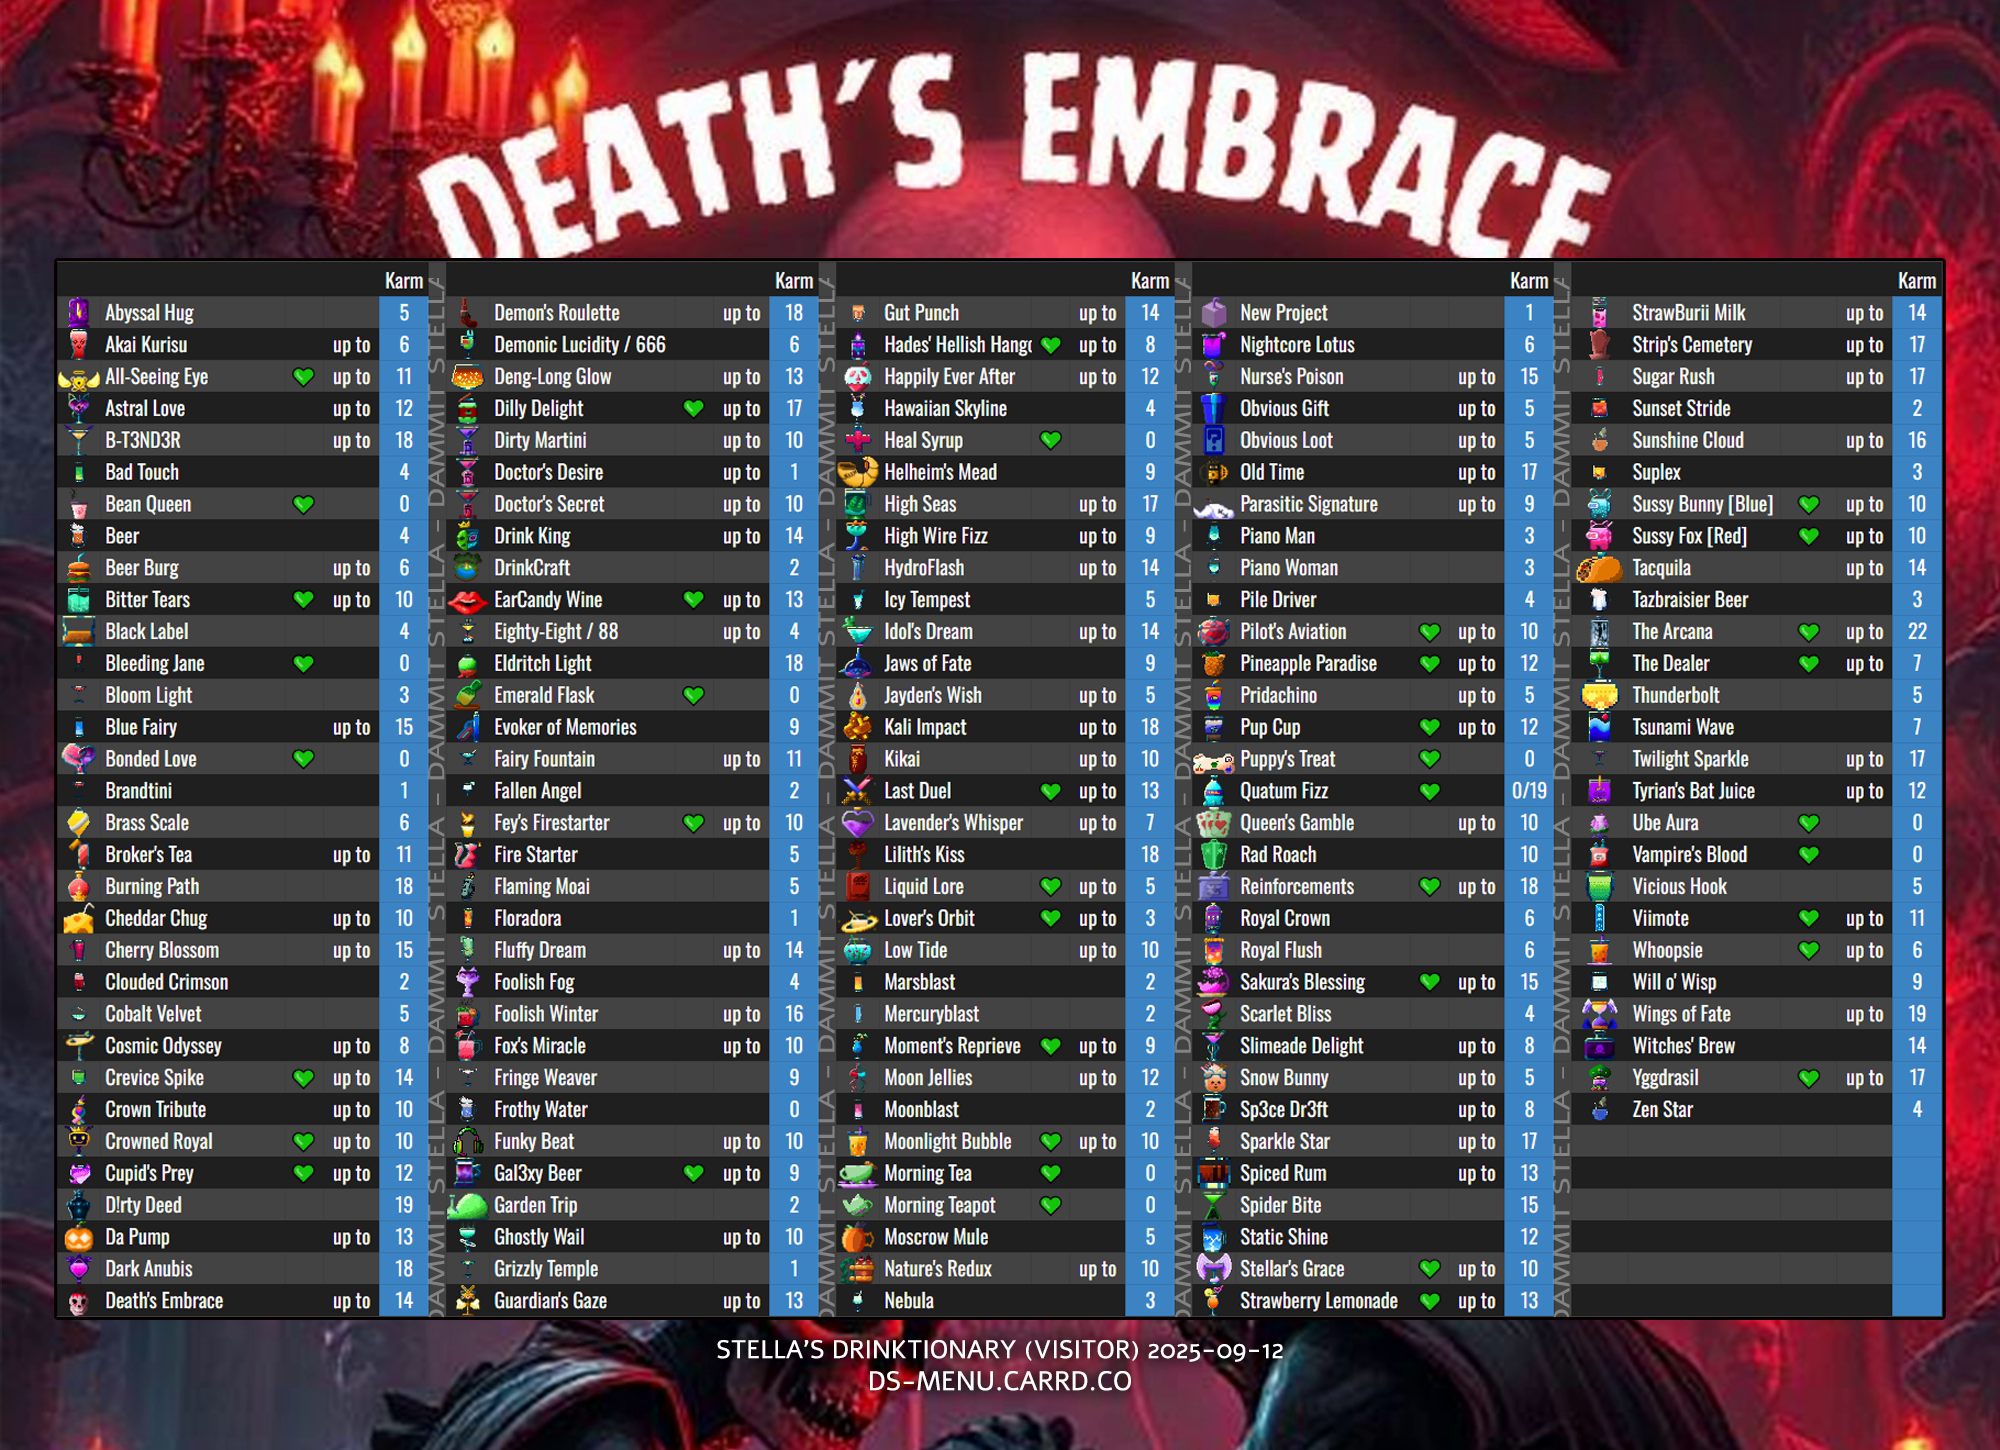 DEATH'S EMBRACE
Karm
Abyssal Hug 5
Akai Kurisu up to 6
All-Seeing Eye up to 11
Astral Love up to 12
B-T3ND3R up to 18
Bad Touch 4
Bean Queen 0
Beer 4
Beer Burg up to 6
Bitter Tears up to 10
Black Label 4
Bleeding Jane 0
Bloom Light 3
Blue Fairy up to 15
Bonded Love 0
Brandtini 1
Brass Scale 6
Broker's Tea up to 11
Burning Path 18
Cheddar Chug up to 10
Cherry Blossom up to 15
Clouded Crimson 2
Cobalt Velvet 5
Cosmic Odyssey up to 8
Crevice Spike up to 14
Crown Tribute up to 10
Crowned Royal up to 10
Cupid's Prey up to 12
D!rty Deed 19
Da Pump up to 13
Dark Anubis 18
Death's Embrace up to 14
DAMMIT STELLA - DAMMIT STELLA - DAMMIT STELLA
Karm
Demon's Roulette up to 18
Demonic Lucidity / 666 6
Deng-Long Glow up to 13
Dilly Delight up to 17
Dirty Martini up to 10
Doctor's Desire up to 1
Doctor's Secret up to 10
Drink King up to 14
DrinkCraft 2
EarCandy Wine up to 13
Eighty-Eight / 88 up to 4
Eldritch Light 18
Emerald Flask 0
Evoker of Memories 9
Fairy Fountain up to 11
Fallen Angel 2
Fey's Firestarter up to 10
Fire Starter 5
Flaming Moai 5
Floradora 1
Fluffy Dream up to 14
Foolish Fog 4
Foolish Winter up to 16
Fox's Miracle up to 10
Fringe Weaver 9
Frothy Water 0
Funky Beat up to 10
Gal3xy Beer up to 9
Garden Trip 2
Ghostly Wail up to 10
Grizzly Temple 1
Guardian's Gaze up to 13
DAMMIT STELLA - DAMMIT STELLA - DAMMIT STELLA
Karm
Gut Punch up to 14
Hades' Hellish Hang up to 8
Happily Ever After up to 12
Hawaiian Skyline 4
Heal Syrup 0
Helheim's Mead 9
High Seas up to 17
High Wire Fizz up to 9
HydroFlash up to 14
Icy Tempest 5
Idol's Dream up to 14
Jaws of Fate 9
Jayden's Wish up to 5
Kali Impact up to 18
Kikai up to 10
Last Duel up to 13
Lavender's Whisper up to 7
Lilith's Kiss 18
Liquid Lore up to 5
Lover's Orbit up to 3
Low Tide up to 10
Marsblast 2
Mercuryblast 2
Moment's Reprieve up to 9
Moon Jellies up to 12
Moonblast 2
Moonlight Bubble up to 10
Morning Tea 0
Morning Teapot 0
Moscrow Mule 5
Nature's Redux up to 10
Nebula 3
DAMMIT STELLA - DAMMIT STELLA - DAMMIT STELLA
Karm
New Project 1
Nightcore Lotus 6
Nurse's Poison up to 15
Obvious Gift up to 5
Obvious Loot up to 5
Old Time up to 17
Parasitic Signature up to 9
Piano Man 3
Piano Woman 3
Pile Driver 4
Pilot's Aviation up to 10
Pineapple Paradise up to 12
Pridachino up to 5
Pup Cup up to 12
Puppy's Treat 0
Quatum Fizz 0/19
Queen's Gamble up to 10
Rad Roach 10
Reinforcements up to 18
Royal Crown 6
Royal Flush 6
Sakura's Blessing up to 15
Scarlet Bliss 4
Slimeade Delight up to 8
Snow Bunny up to 5
Sp3ce Dr3ft up to 8
Sparkle Star up to 17
Spiced Rum up to 13
Spider Bite 15
Static Shine 12
Stellar's Grace up to 10
Strawberry Lemonade up to 13
DAMMIT STELLA - DAMMIT STELLA - DAMMIT STELLA
Karm
StrawBurii Milk up to 14
Strip's Cemetery up to 17
Sugar Rush up to 17
Sunset Stride 2
Sunshine Cloud up to 16
Suplex 3
Sussy Bunny [Blue] up to 10
Sussy Fox [Red] up to 10
Tacquila up to 14
Tazbraisier Beer 3
The Arcana up to 22
The Dealer up to 7
Thunderbolt 5
Tsunami Wave 7
Twilight Sparkle up to 17
Tyrian's Bat Juice up to 12
Ube Aura 0
Vampire's Blood 0
Vicious Hook 5
Viimote up to 11
Whoopsie up to 6
Will o' Wisp 9
Wings of Fate up to 19
Witches' Brew 14
Yggdrasil up to 17
Zen Star 4
STELLA'S DRINKTIONARY (VISITOR) 2025-09-12
DS-MENU.CARRD.CO